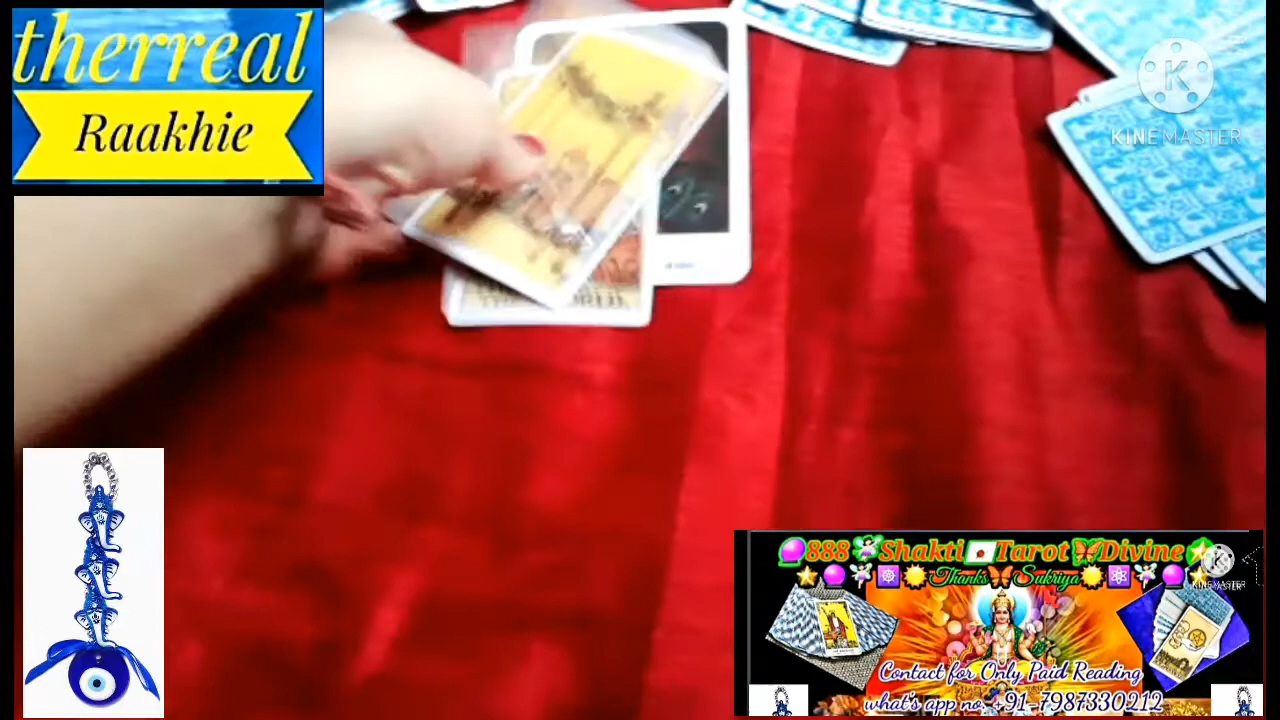 therreal
Raakhie
KINEMASTER
888 Shakti Tarot Divine
Thanks Sukriya
KINEMASTER
Contact for Only Paid Reading
what's app no. +91-7987330212